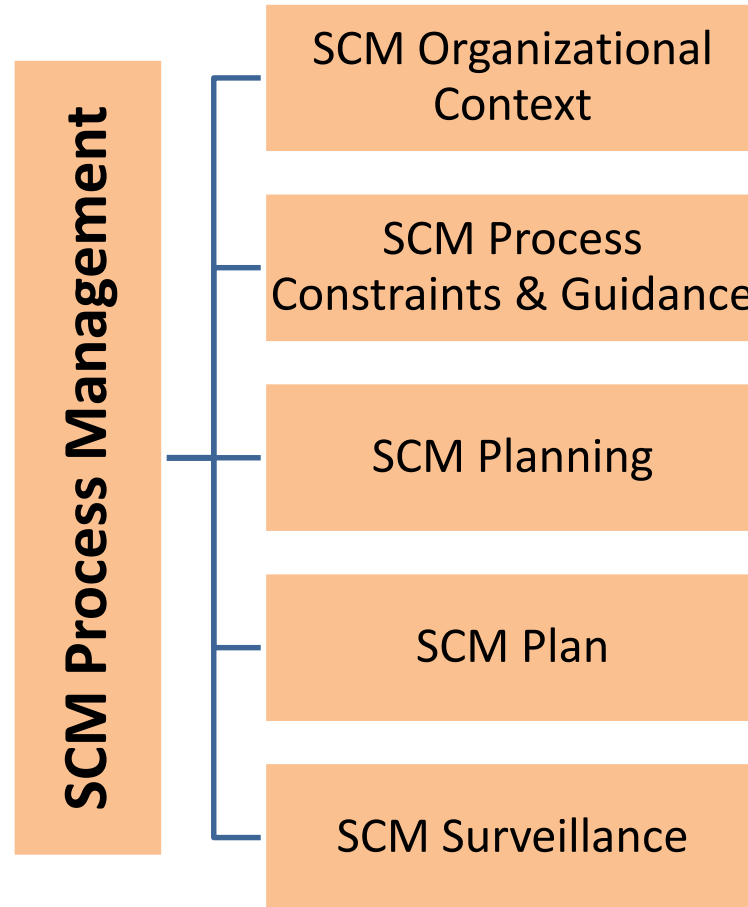 SCM Process Management
SCM Organizational
Context
SCM Process
Constraints & Guidance
SCM Planning
SCM Plan
SCM Surveillance